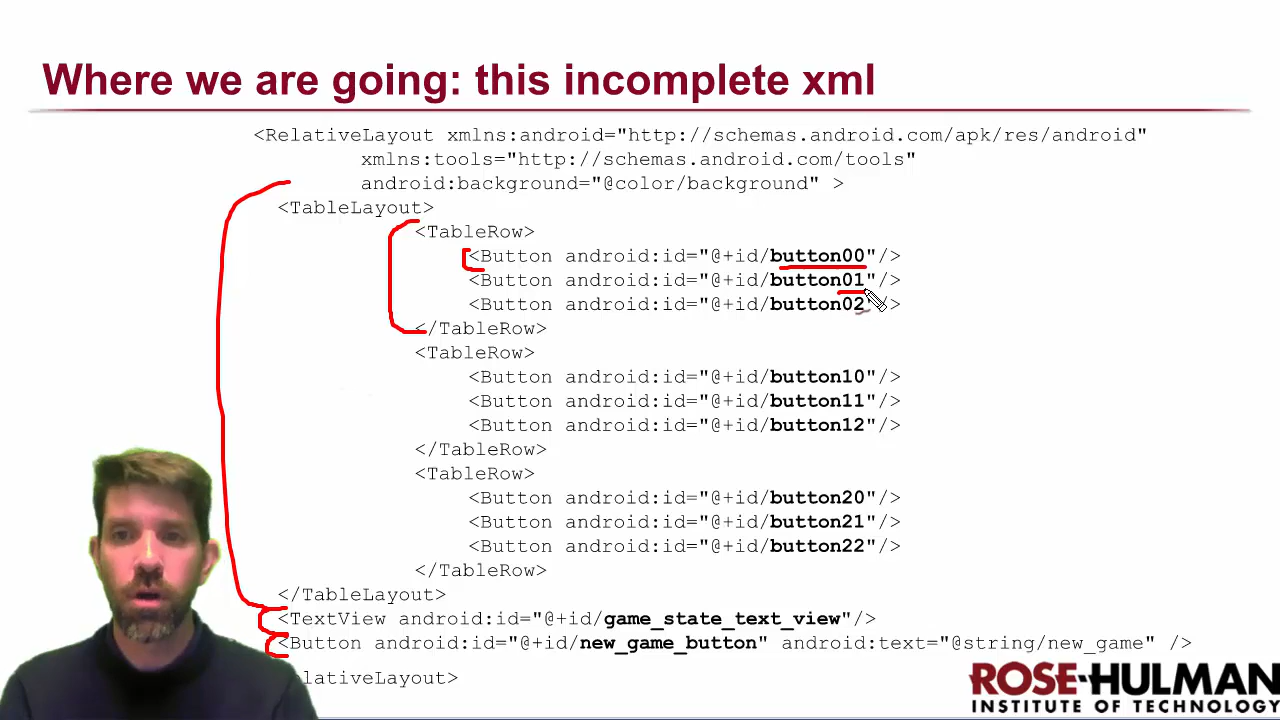 Where we are going: this incomplete xml
<RelativeLayout xmlns:android="http://schemas.android.com/apk/res/android"
xmlns:tools="http://schemas.android.com/tools"
android:background="@color/background" >
<TableLayout>
<TableRow>
<Button android:id="@+id/button00"/>
<Button android:id="@+id/button01"/>
<Button android:id="@+id/button02"/>
</TableRow>
<TableRow>
<Button android:id="@+id/button10"/>
<Button android:id="@+id/button11"/>
<Button android:id="@+id/button12"/>
</TableRow>
<TableRow>
<Button android:id="@+id/button20"/>
<Button android:id="@+id/button21"/>
<Button android:id="@+id/button22"/>
</TableRow>
</TableLayout>
<TextView android:id="@+id/game_state_text_view"/>
<Button android:id="@+id/new_game_button" android:text="@string/new_game" />
elativeLayout>
ROSE-HULMAN
INSTITUTE OF TECHNOLOGY